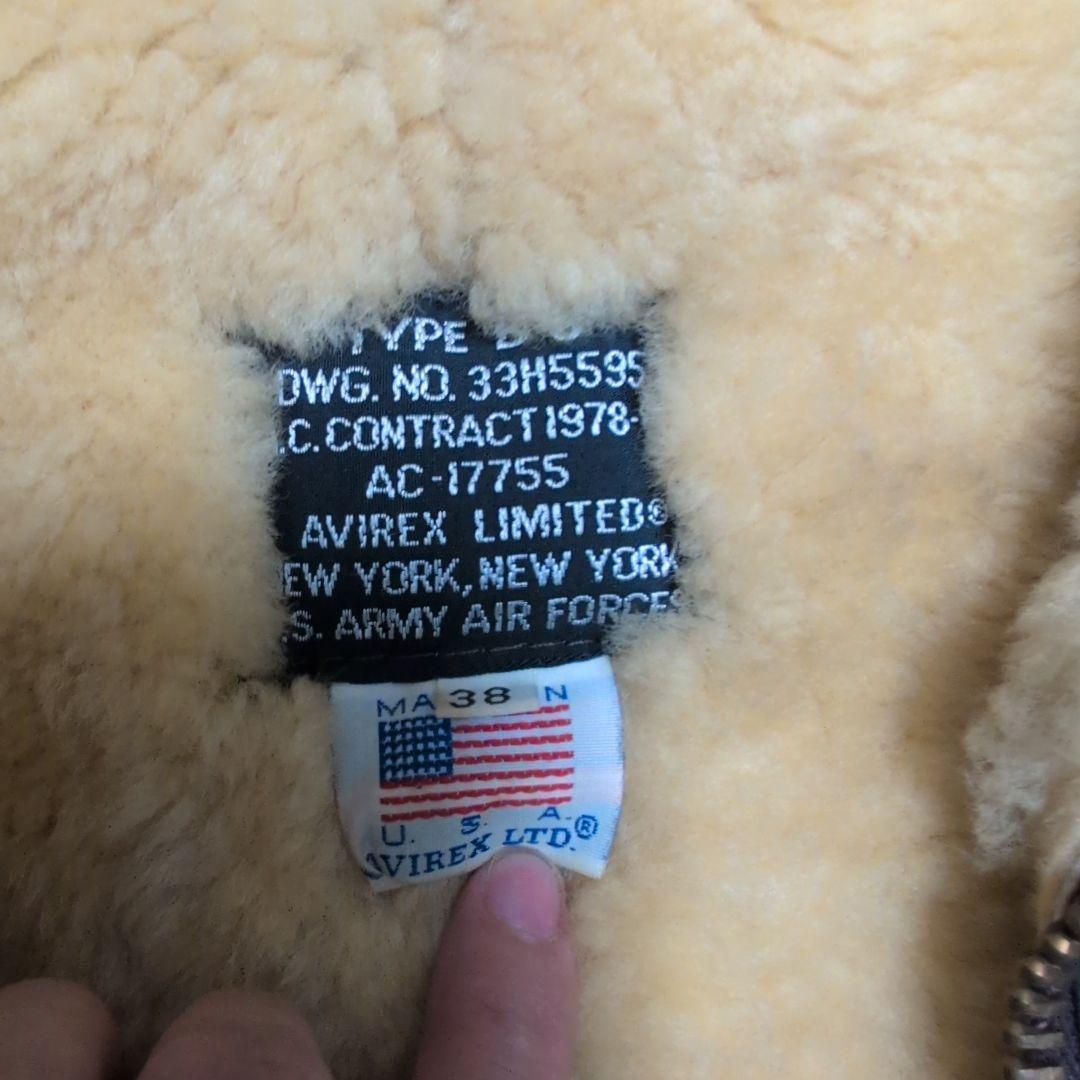 TYPE
DWG. NO. 33H5595
.C. CONTRACT 1978-
AC-17755
AVIREX LIMITED®
EW YORK, NEW YORK
.S. ARMY AIR FORCES
MA 38 N
U. S. A.
AVIREX LTD.®